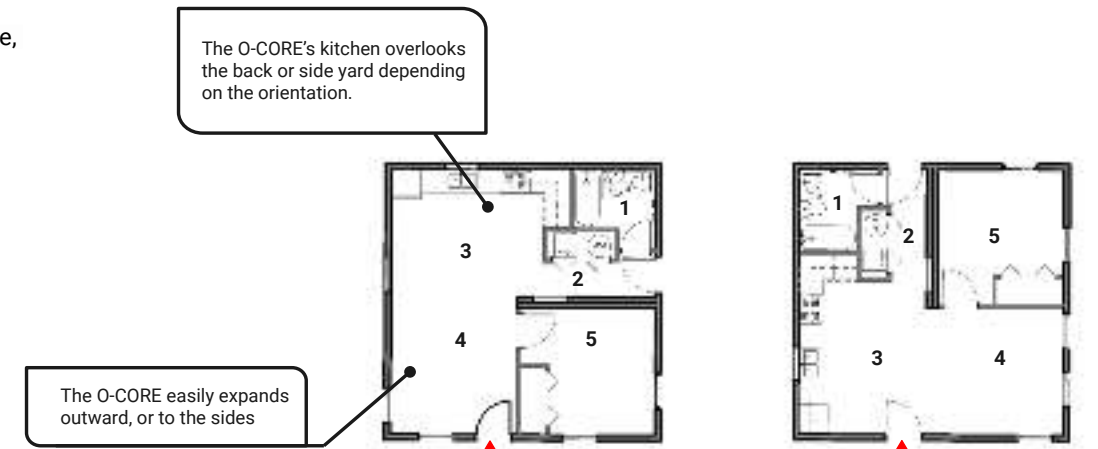 e,
The O-CORE’s kitchen overlooks
the back or side yard depending
on the orientation.
1
3
2
4
5
The O-CORE easily expands
outward, or to the sides
1
2
5
3
4